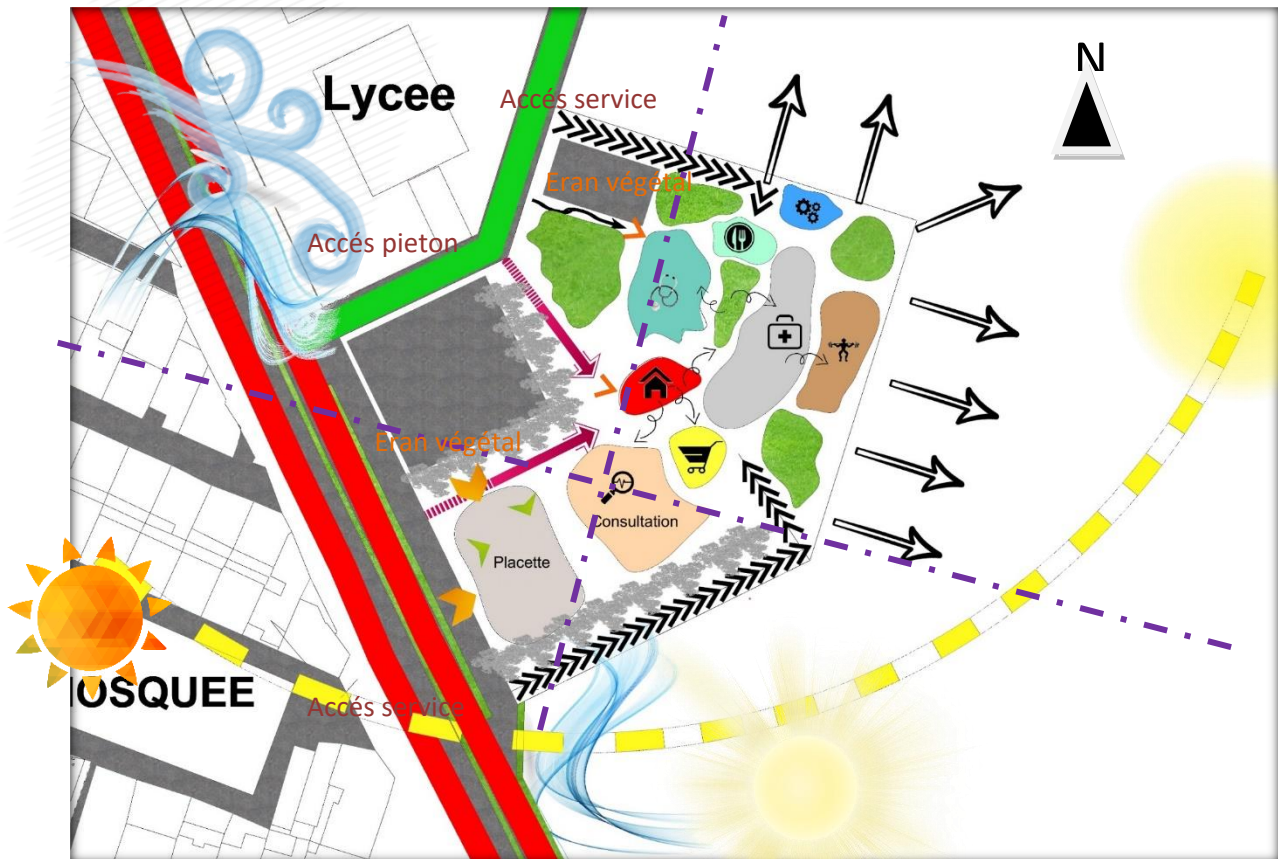 N
Lycee
Accés service
Eran végétal
Accés pieton
Eran végétal
Consultation
Placette
IOSQUEE
Accés service